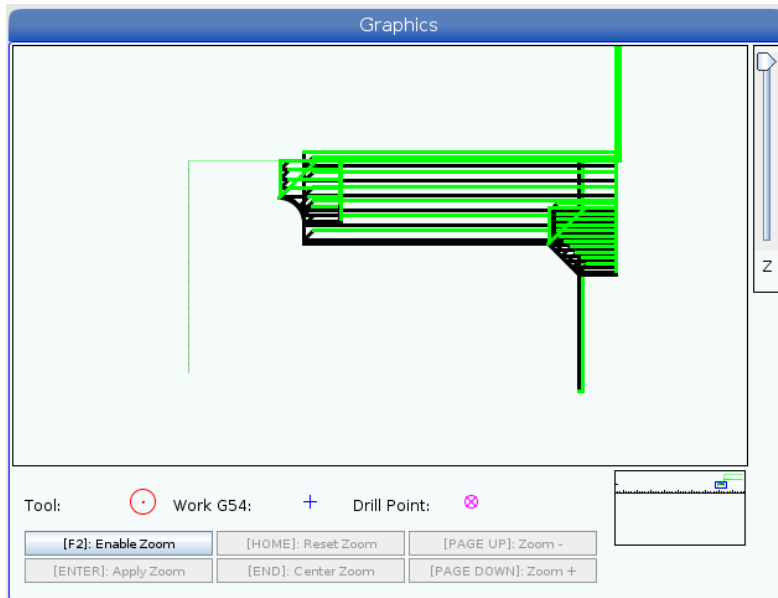 Graphics
Z
Tool: Work G54: Drill Point:
[F2]: Enable Zoom [HOME]: Reset Zoom [PAGE UP]: Zoom -
[ENTER]: Apply Zoom [END]: Center Zoom [PAGE DOWN]: Zoom +